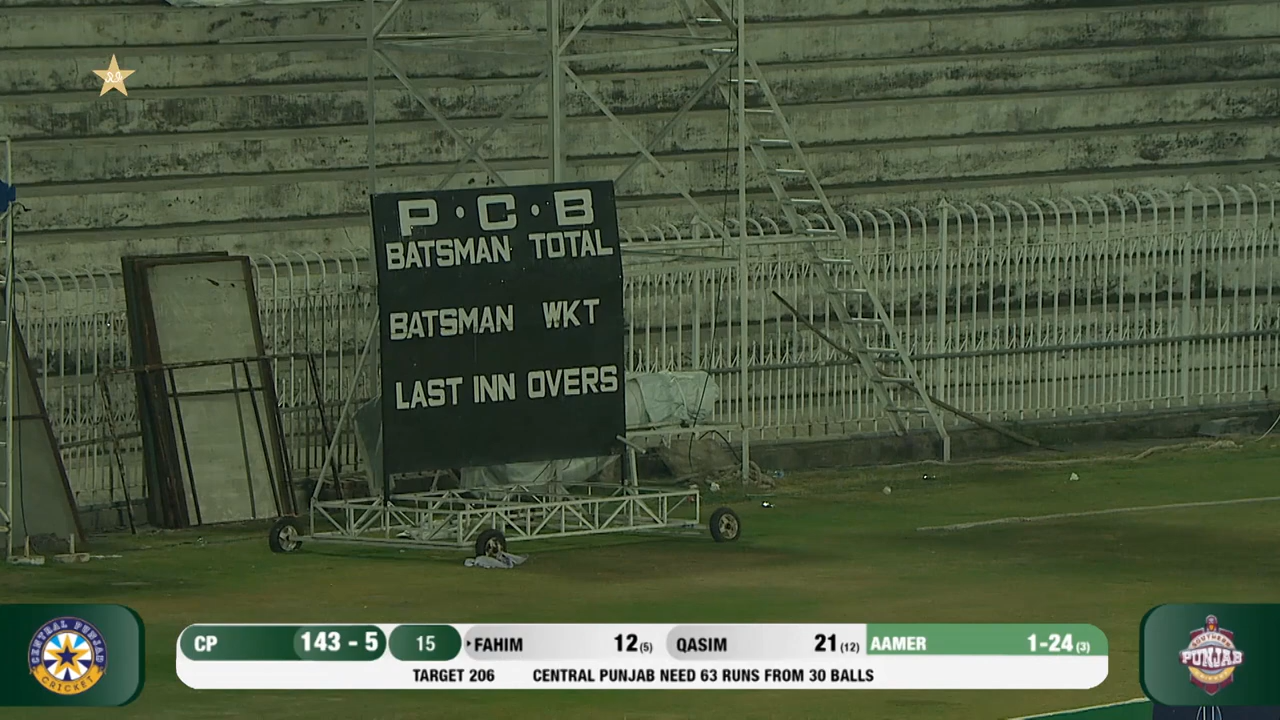 P·C·B
BATSMAN TOTAL
BATSMAN WKT
LAST INN OVERS
CP 143 - 5 15 FAHIM 12 (5) QASIM 21 (12) AAMER 1-24 (3)
TARGET 206 CENTRAL PUNJAB NEED 63 RUNS FROM 30 BALLS
CENTRAL PUNJAB
CRICKET
SOUTHERN
PUNJAB